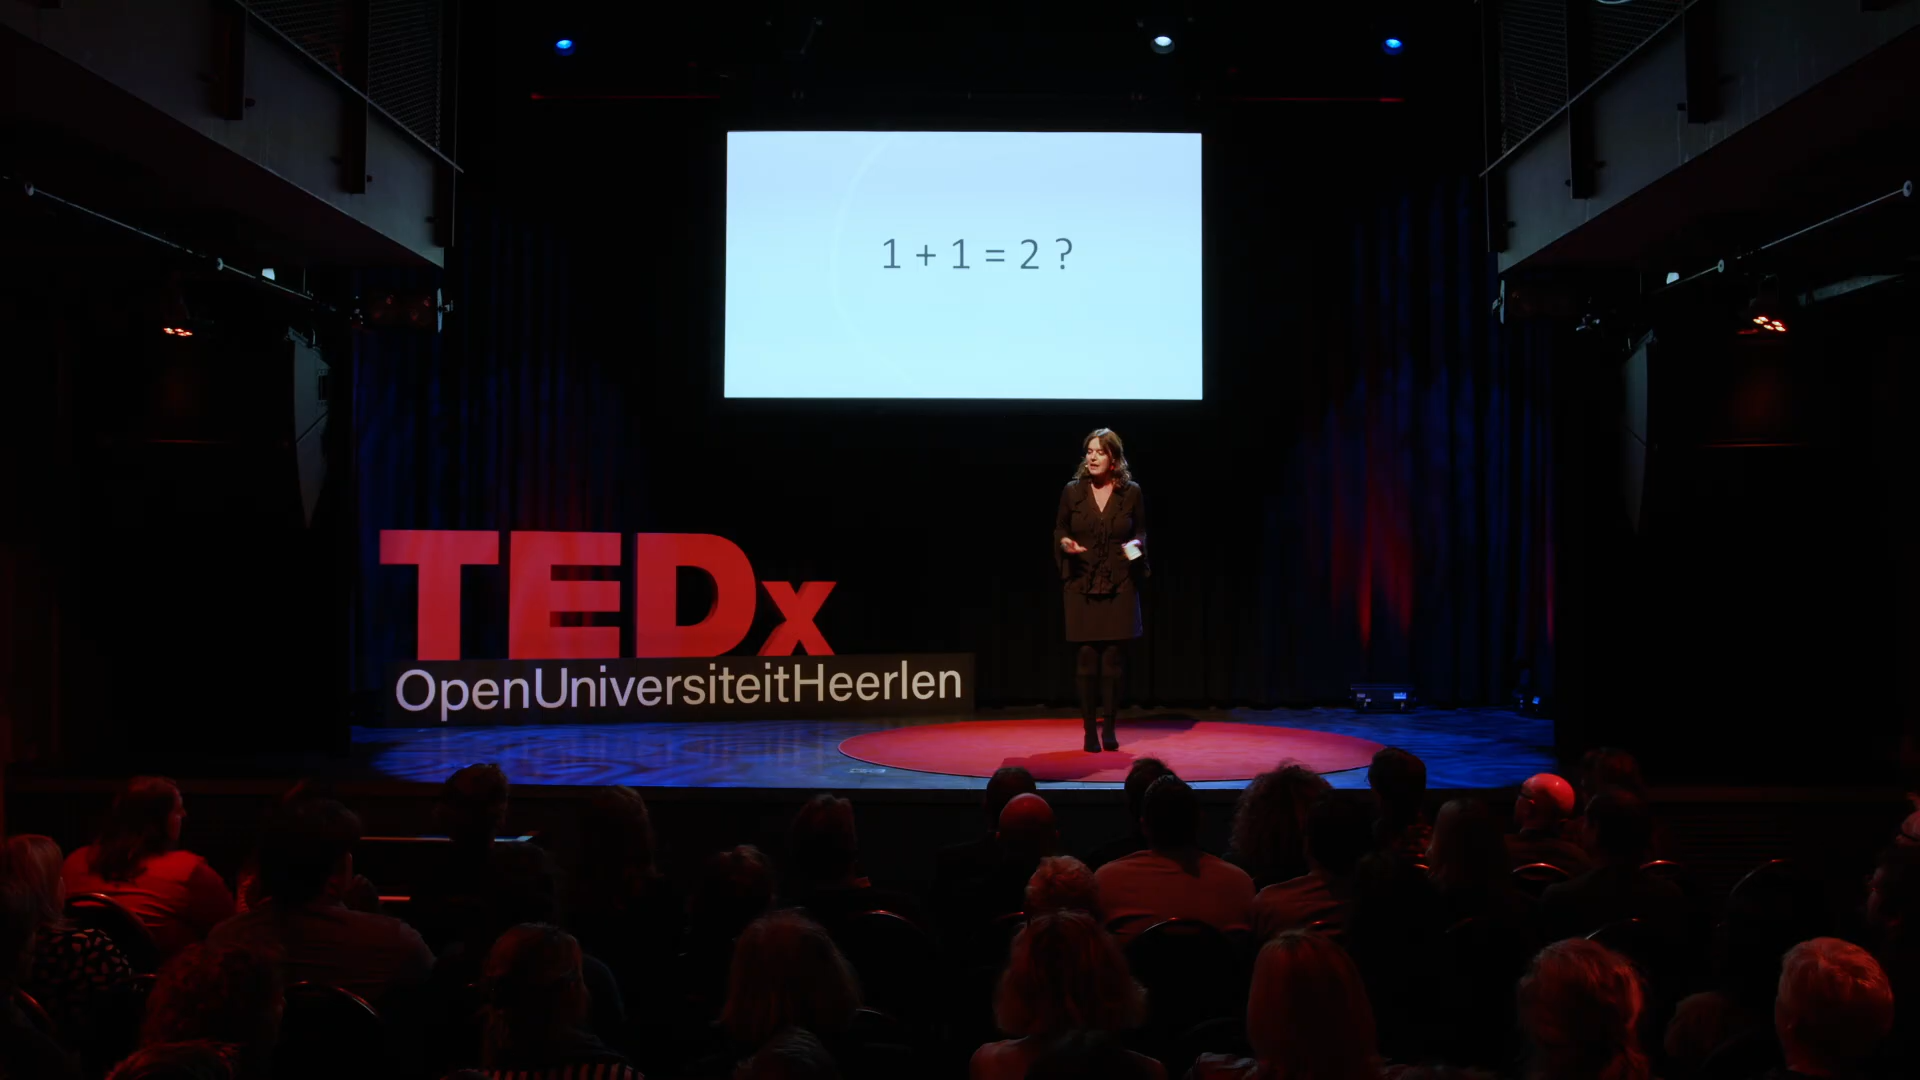 1 + 1 = 2 ?
TEDx
OpenUniversiteitHeerlen